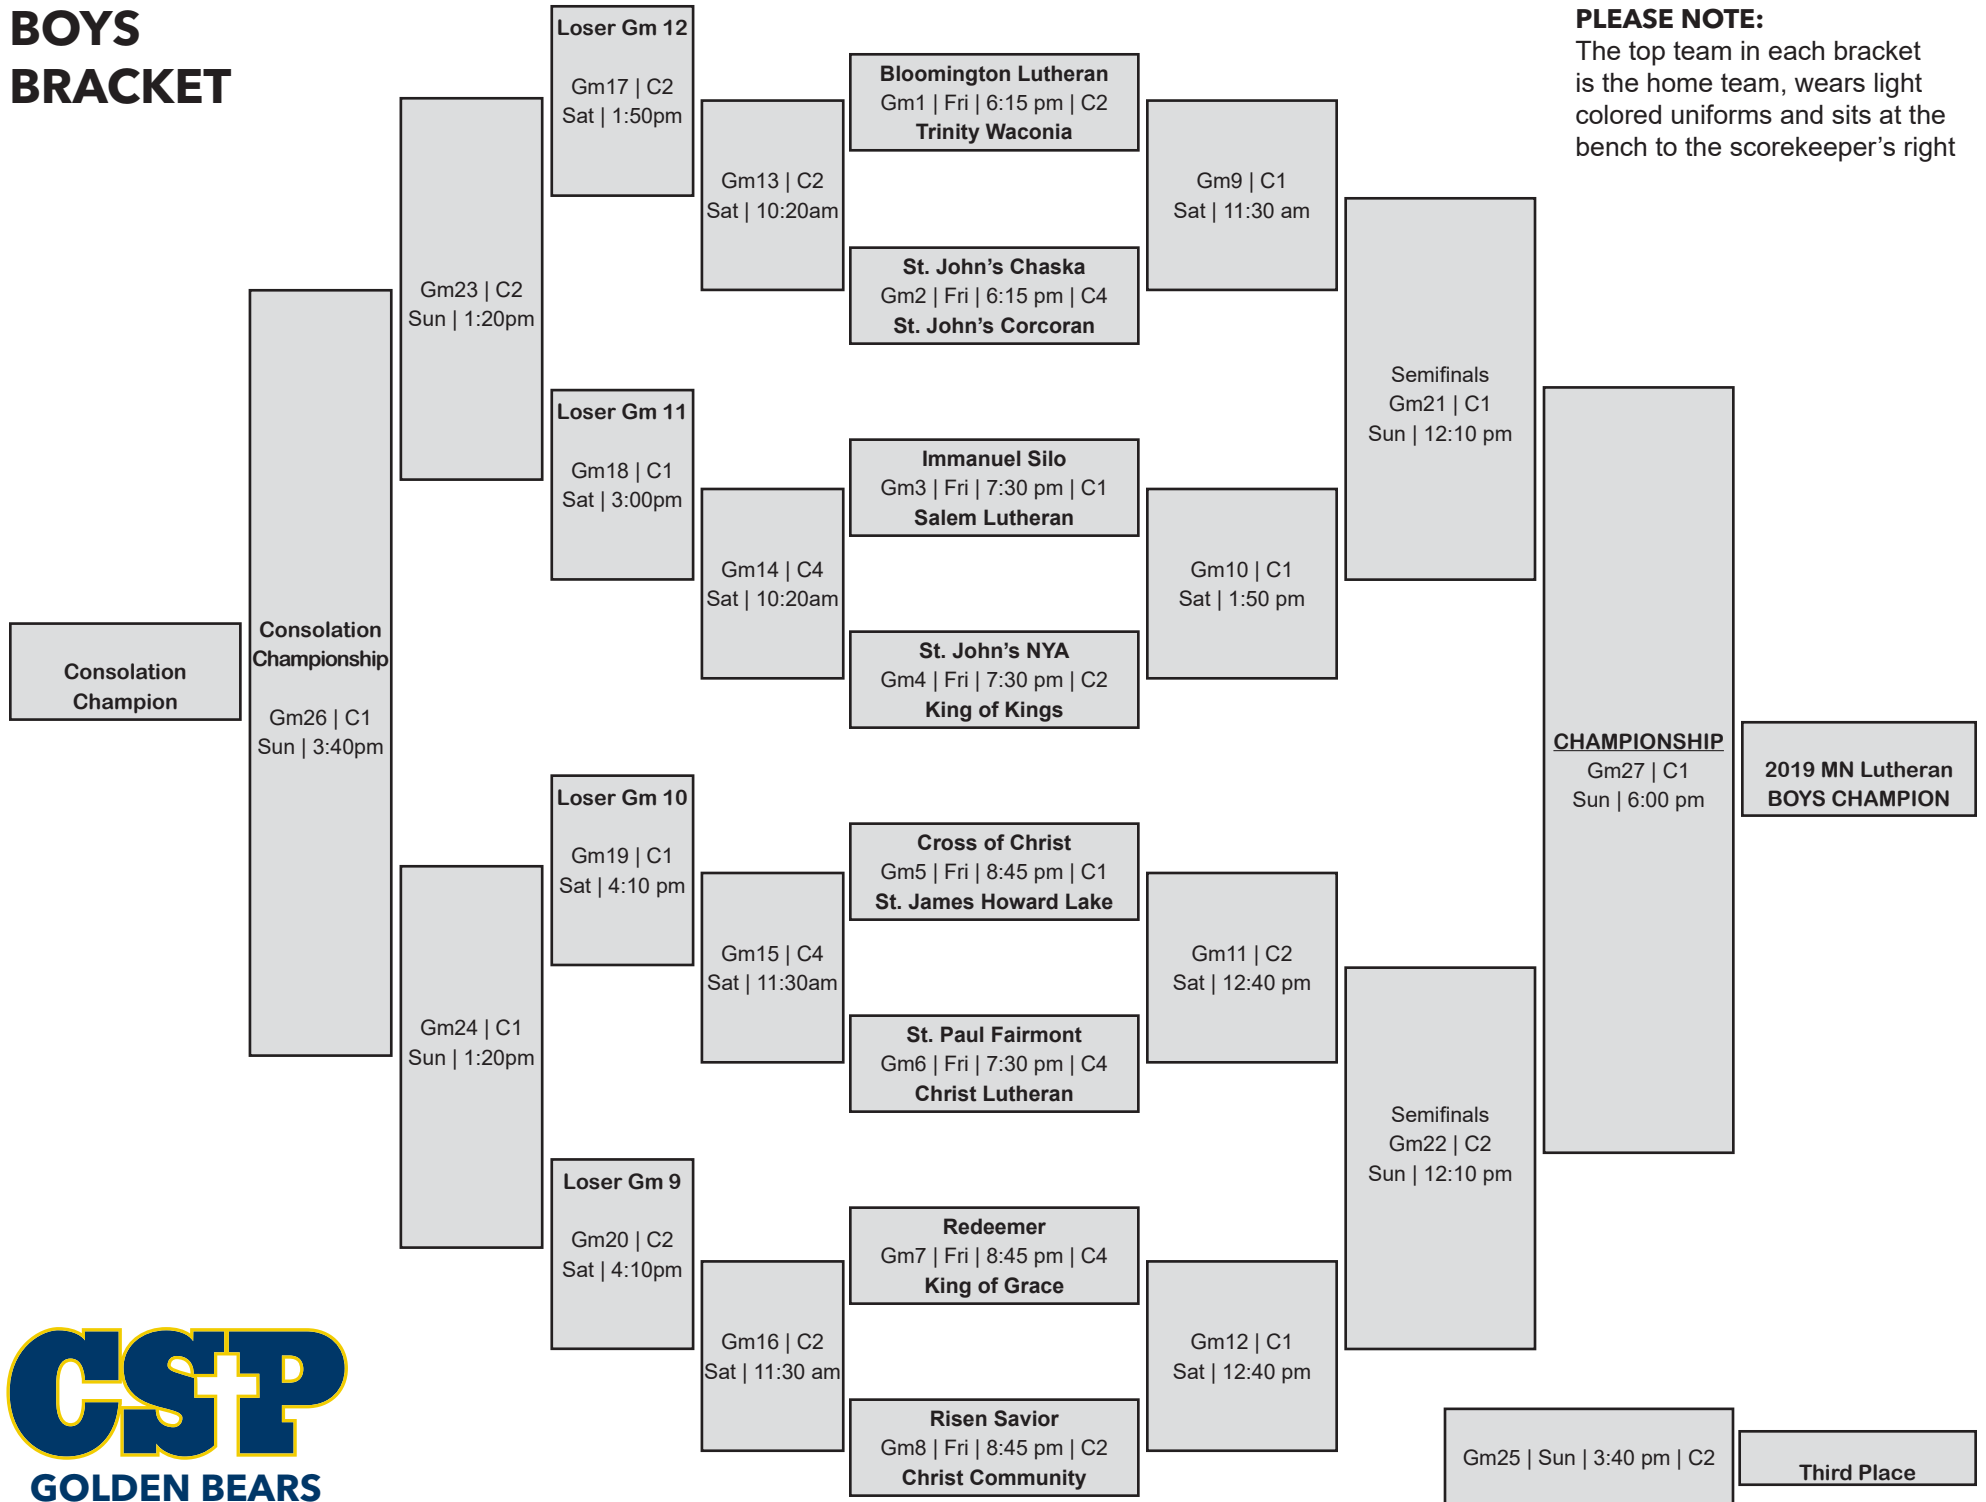 BOYS
BRACKET
PLEASE NOTE:
The top team in each bracket
is the home team, wears light
colored uniforms and sits at the
bench to the scorekeeper’s right
Consolation
Champion
Consolation
Championship
Gm26 | C1
Sun | 3:40pm
Gm23 | C2
Sun | 1:20pm
Gm24 | C1
Sun | 1:20pm
Loser Gm 12
Gm17 | C2
Sat | 1:50pm
Loser Gm 11
Gm18 | C1
Sat | 3:00pm
Loser Gm 10
Gm19 | C1
Sat | 4:10 pm
Loser Gm 9
Gm20 | C2
Sat | 4:10pm
Gm13 | C2
Sat | 10:20am
Gm14 | C4
Sat | 10:20am
Gm15 | C4
Sat | 11:30am
Gm16 | C2
Sat | 11:30 am
Bloomington Lutheran
Gm1 | Fri | 6:15 pm | C2
Trinity Waconia
St. John’s Chaska
Gm2 | Fri | 6:15 pm | C4
St. John’s Corcoran
Immanuel Silo
Gm3 | Fri | 7:30 pm | C1
Salem Lutheran
St. John’s NYA
Gm4 | Fri | 7:30 pm | C2
King of Kings
Cross of Christ
Gm5 | Fri | 8:45 pm | C1
St. James Howard Lake
St. Paul Fairmont
Gm6 | Fri | 7:30 pm | C4
Christ Lutheran
Redeemer
Gm7 | Fri | 8:45 pm | C4
King of Grace
Risen Savior
Gm8 | Fri | 8:45 pm | C2
Christ Community
Gm9 | C1
Sat | 11:30 am
Gm10 | C1
Sat | 1:50 pm
Gm11 | C2
Sat | 12:40 pm
Gm12 | C1
Sat | 12:40 pm
Semifinals
Gm21 | C1
Sun | 12:10 pm
Semifinals
Gm22 | C2
Sun | 12:10 pm
CHAMPIONSHIP
Gm27 | C1
Sun | 6:00 pm
2019 MN Lutheran
BOYS CHAMPION
Gm25 | Sun | 3:40 pm | C2
Third Place
CSP
GOLDEN BEARS